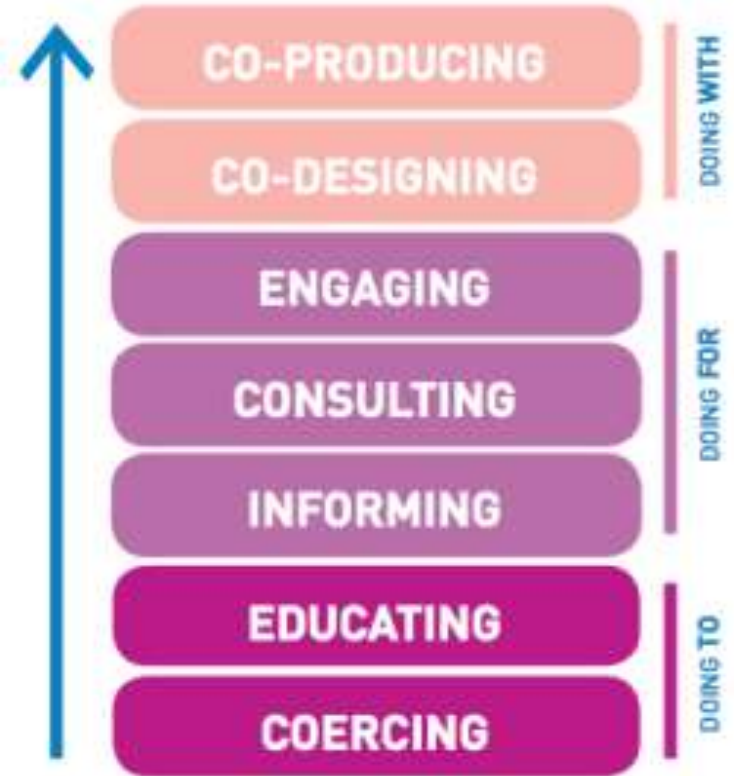 CO-PRODUCING
CO-DESIGNING
DOING WITH
ENGAGING
CONSULTING
INFORMING
DOING FOR
EDUCATING
COERCING
DOING TO